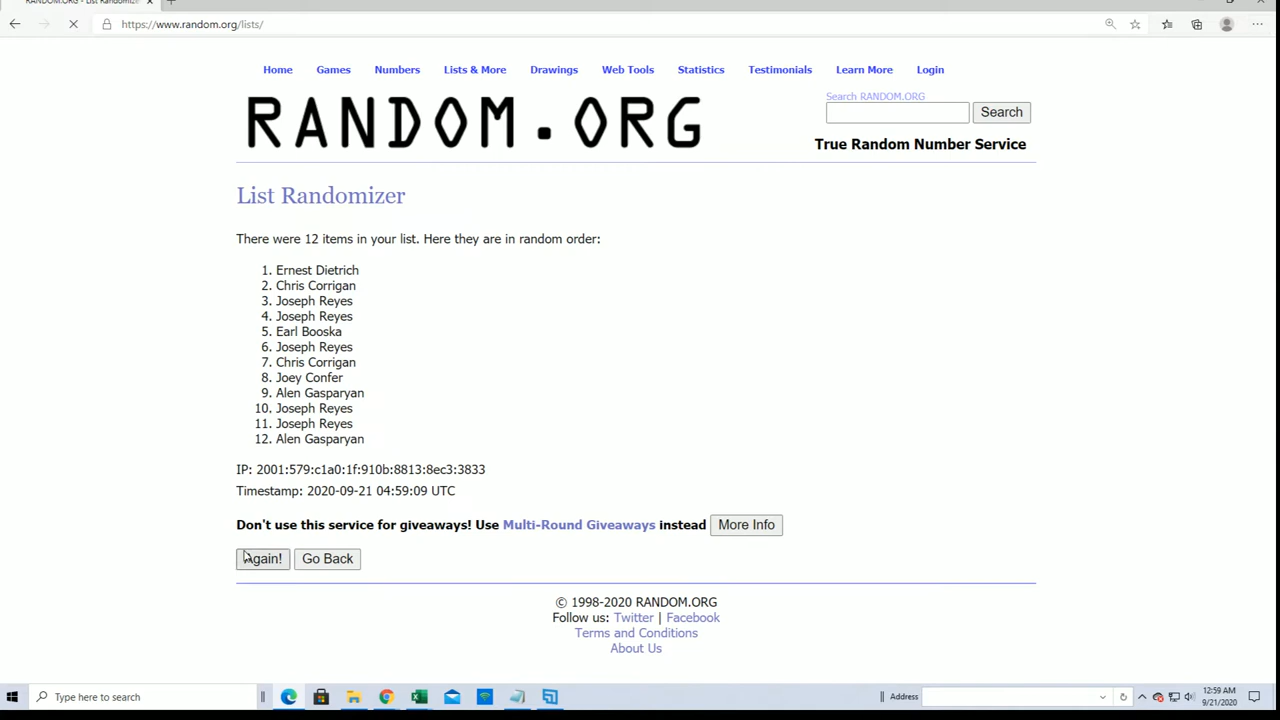 RANDOM.ORG - List Randomiz
https://www.random.org/lists/
Home Games Numbers Lists & More Drawings Web Tools Statistics Testimonials Learn More Login
RANDOM.ORG
Search RANDOM.ORG
Search
True Random Number Service
List Randomizer
There were 12 items in your list. Here they are in random order:
1. Ernest Dietrich
2. Chris Corrigan
3. Joseph Reyes
4. Joseph Reyes
5. Earl Booska
6. Joseph Reyes
7. Chris Corrigan
8. Joey Confer
9. Alen Gasparyan
10. Joseph Reyes
11. Joseph Reyes
12. Alen Gasparyan
IP: 2001:579:c1a0:1f:910b:8813:8ec3:3833
Timestamp: 2020-09-21 04:59:09 UTC
Don't use this service for giveaways! Use Multi-Round Giveaways instead More Info
Again! Go Back
© 1998-2020 RANDOM.ORG
Follow us: Twitter | Facebook
Terms and Conditions
About Us
Type here to search
Address
12:59 AM
9/21/2020